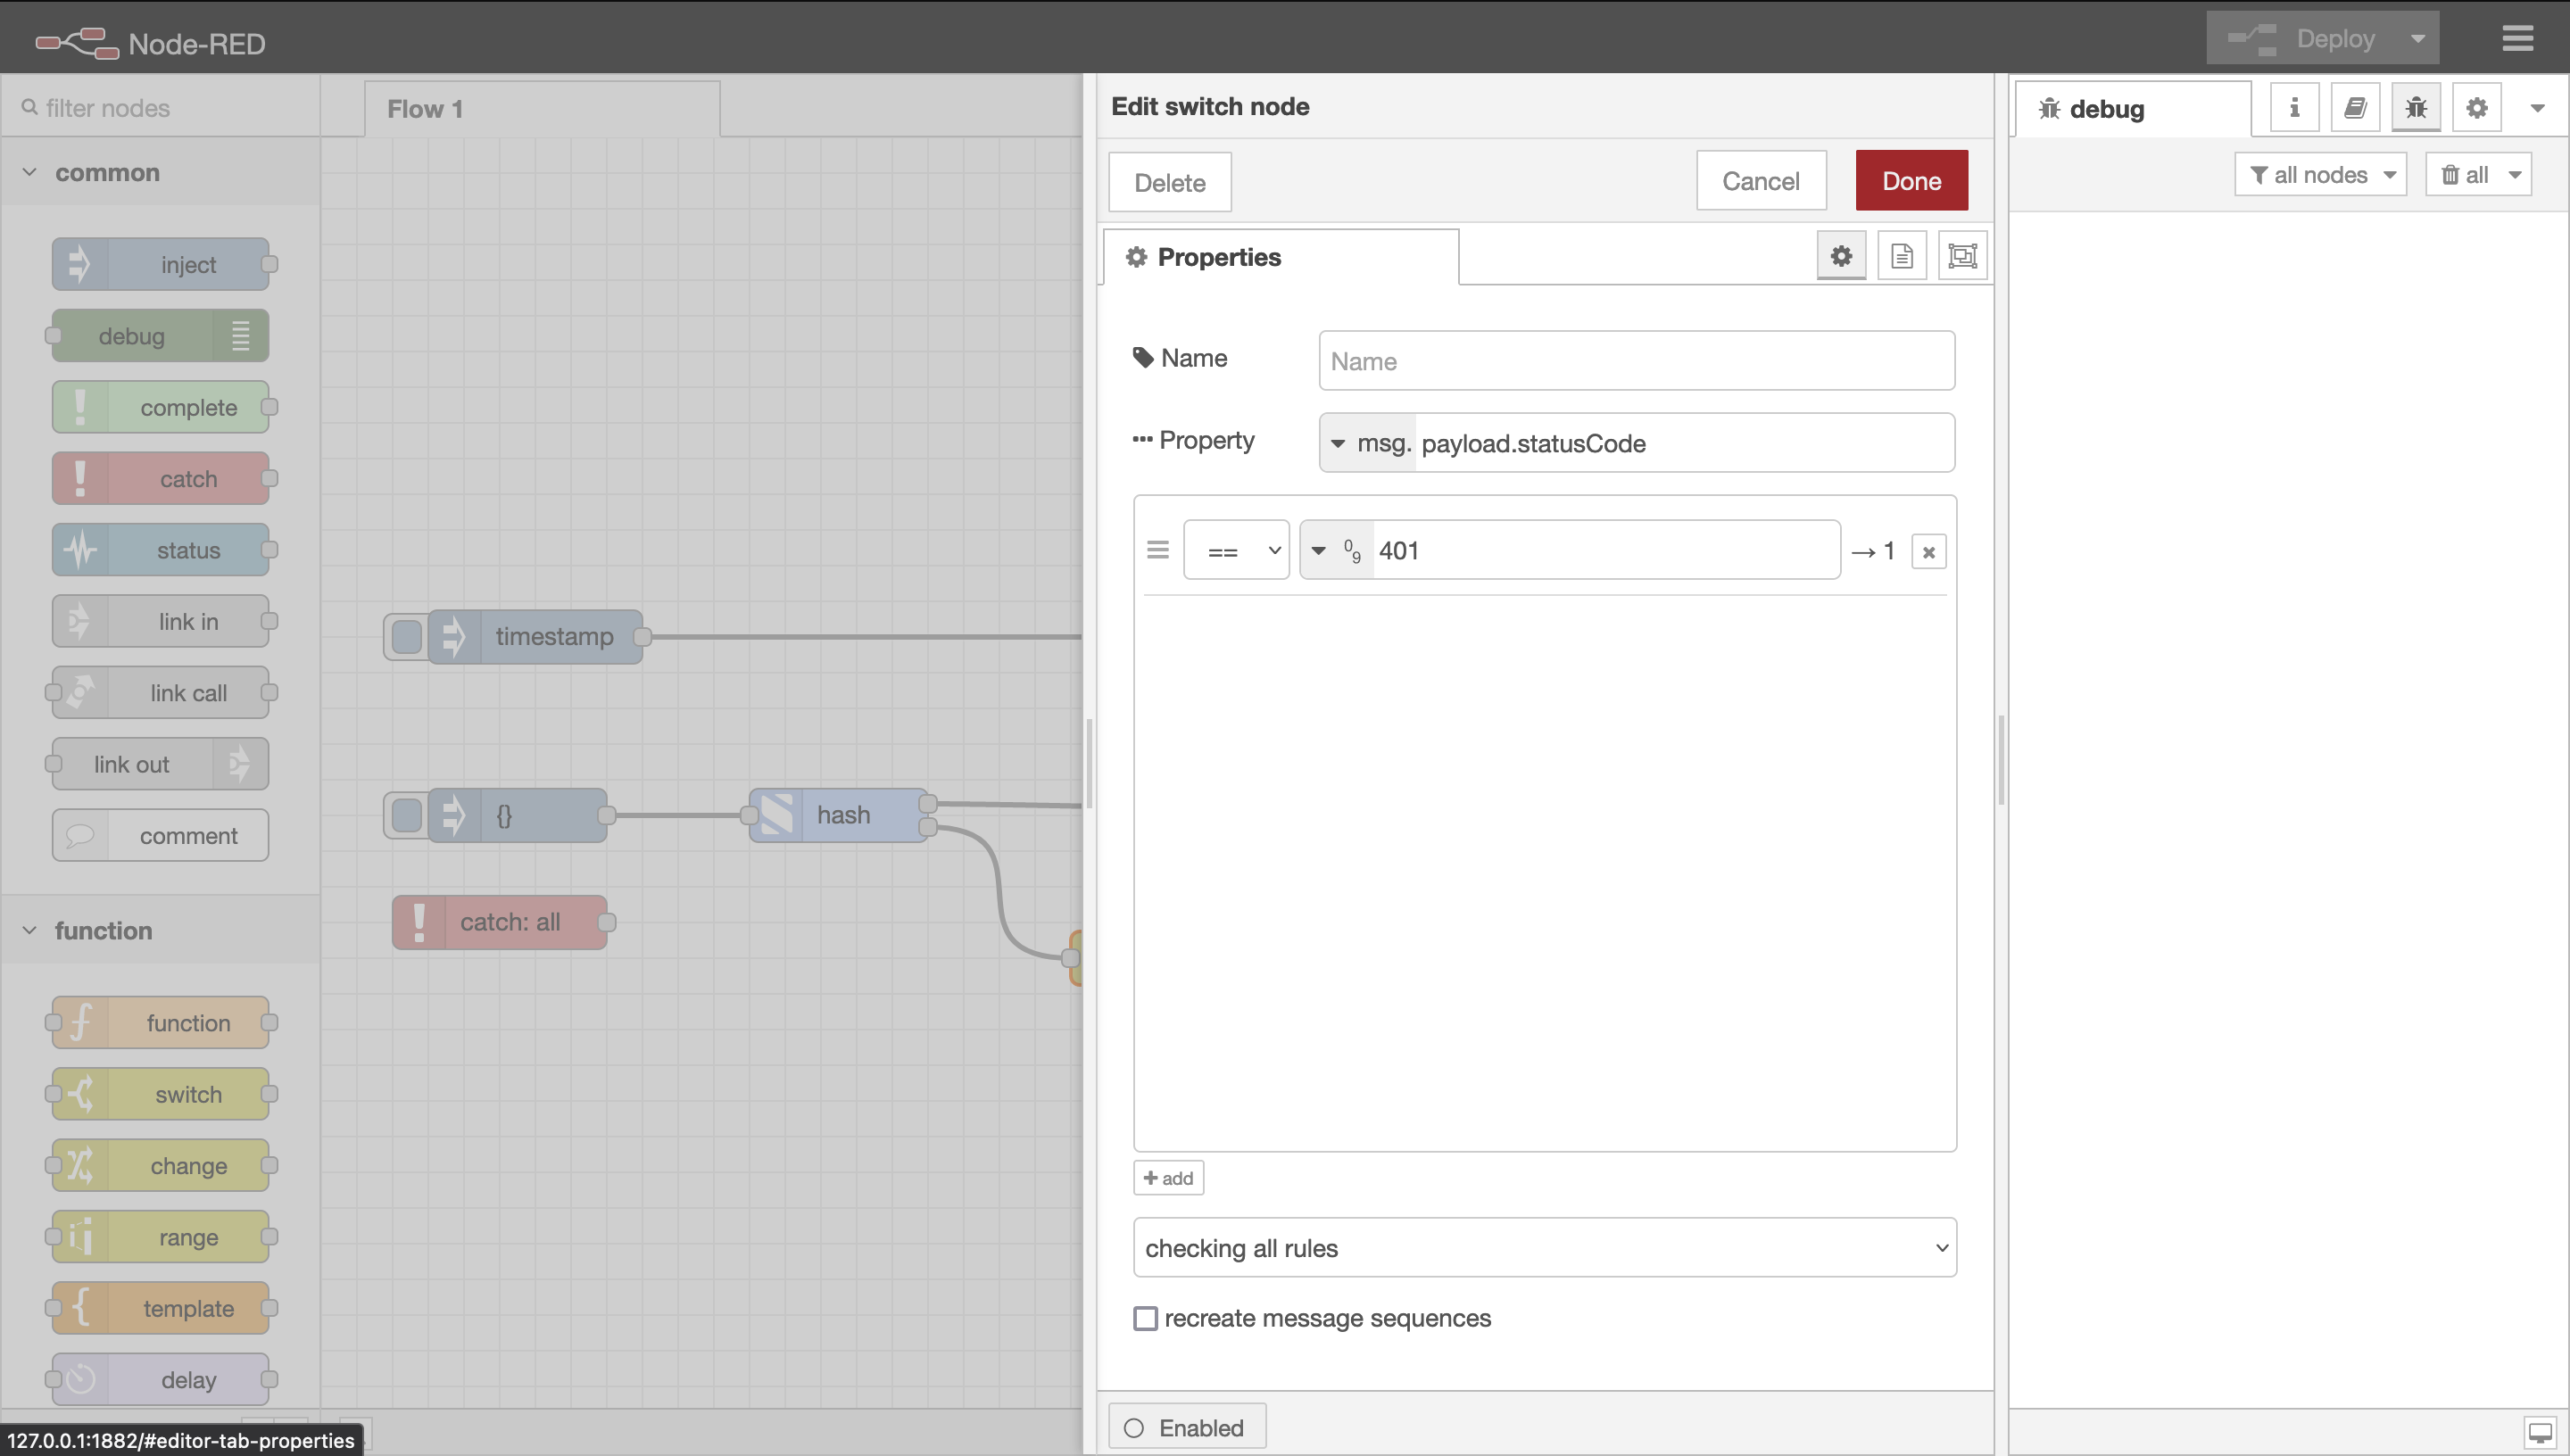 Node-RED
Deploy
filter nodes
common
inject
debug
complete
catch
status
link in
link call
link out
comment
function
function
switch
change
range
template
delay
127.0.0.1:1882/#editor-tab-properties
Flow 1
timestamp
{}
hash
catch: all
Edit switch node
Delete
Cancel
Done
Properties
Name
Name
Property
msg. payload.statusCode
== 0 9 401 → 1
add
checking all rules
recreate message sequences
Enabled
debug
all nodes
all